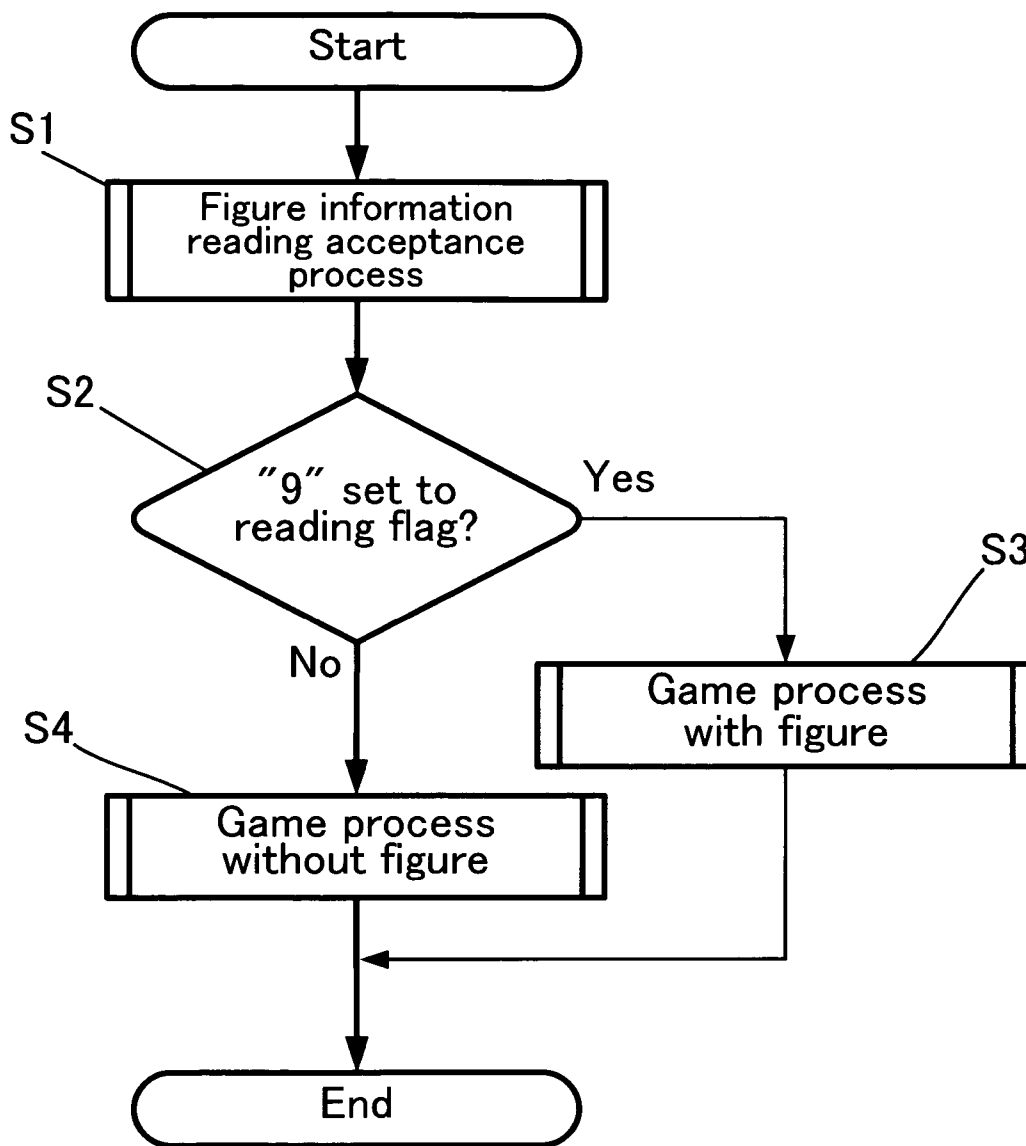 Start
S1
Figure information
reading acceptance
process
S2
"9" set to
reading flag?
Yes
No
S3
Game process
with figure
S4
Game process
without figure
End